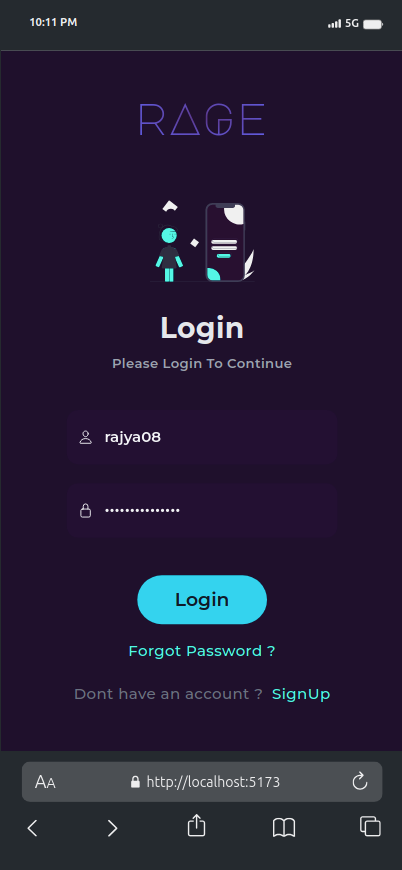 10:11 PM 5G
RAGE
Login
Please Login To Continue
rajya08
•••••••••••••••
Login
Forgot Password ?
Dont have an account ? SignUp
AA http://localhost:5173